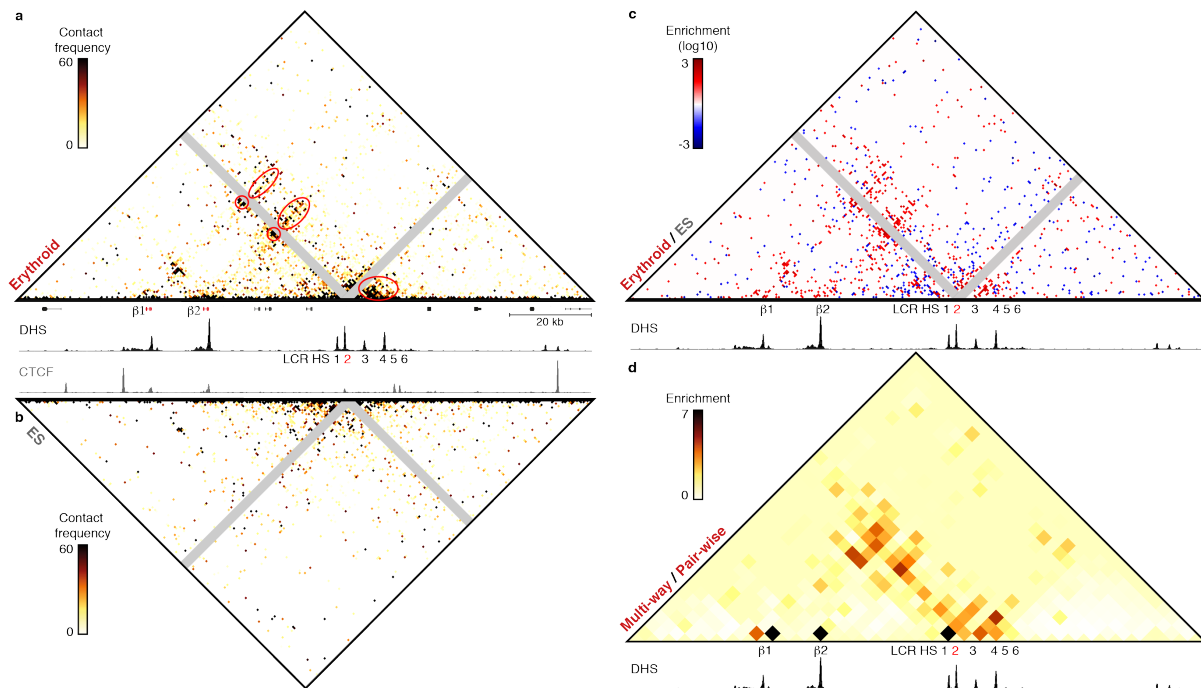 a
Contact
frequency
60
0
Erythroid
β1
β2
20 kb
DHS
LCR HS 1 2 3 4 5 6
CTCF
b
ES
Contact
frequency
60
0
c
Enrichment
(log10)
3
-3
Erythroid / ES
β1 β2 LCR HS 1 2 3 4 5 6
DHS
d
Enrichment
7
0
Multi-way / Pair-wise
β1 β2 LCR HS 1 2 3 4 5 6
DHS